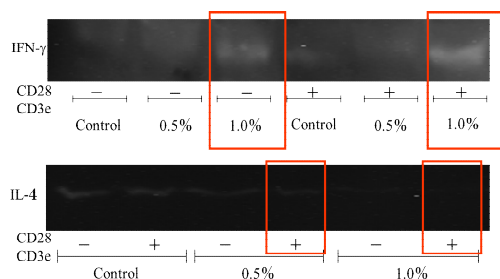 IFN-γ
CD28 − − − + + +
CD3e
Control 0.5% 1.0% Control 0.5% 1.0%
IL-4
CD28 − + − + − +
CD3e
Control 0.5% 1.0%